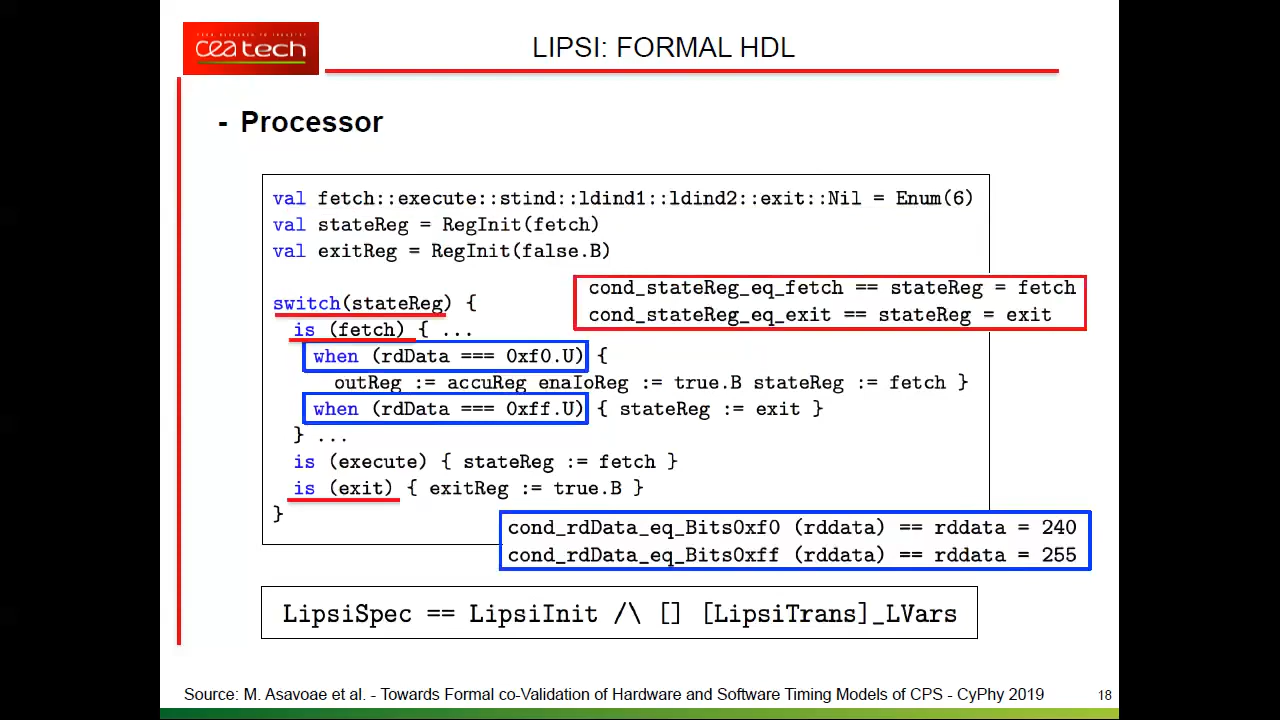 ceatech
LIPSI: FORMAL HDL
- Processor
val fetch::execute::stind::ldind1::ldind2::exit::Nil = Enum(6)
val stateReg = RegInit(fetch)
val exitReg = RegInit(false.B)
cond_stateReg_eq_fetch == stateReg = fetch
cond_stateReg_eq_exit == stateReg = exit
switch(stateReg) {
is (fetch) { ...
when (rdData === 0xf0.U) {
outReg := accuReg enaIoReg := true.B stateReg := fetch }
when (rdData === 0xff.U) { stateReg := exit }
} ...
is (execute) { stateReg := fetch }
is (exit) { exitReg := true.B }
}
cond_rdData_eq_Bits0xf0 (rddata) == rddata = 240
cond_rdData_eq_Bits0xff (rddata) == rddata = 255
LipsiSpec == LipsiInit /\ [] [LipsiTrans]_LVars
Source: M. Asavoae et al. - Towards Formal co-Validation of Hardware and Software Timing Models of CPS - CyPhy 2019
18